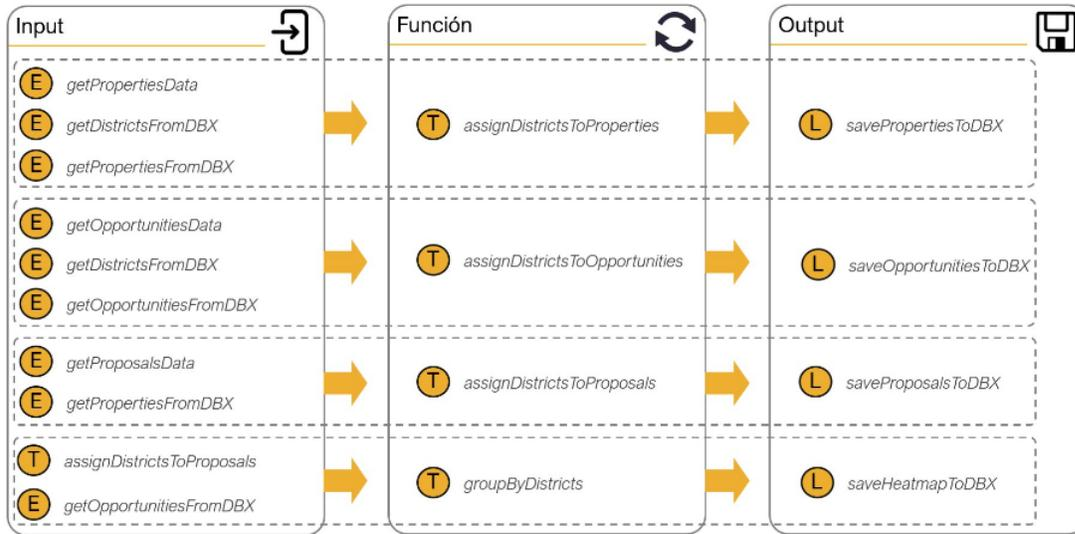 Input
Función
Output
E getPropertiesData
E getDistrictsFromDBX
E getPropertiesFromDBX
T assignDistrictsToProperties
L savePropertiesToDBX
E getOpportunitiesData
E getDistrictsFromDBX
E getOpportunitiesFromDBX
T assignDistrictsToOpportunities
L saveOpportunitiesToDBX
E getProposalsData
E getPropertiesFromDBX
T assignDistrictsToProposals
L saveProposalsToDBX
T assignDistrictsToProposals
E getOpportunitiesFromDBX
T groupByDistricts
L saveHeatmapToDBX